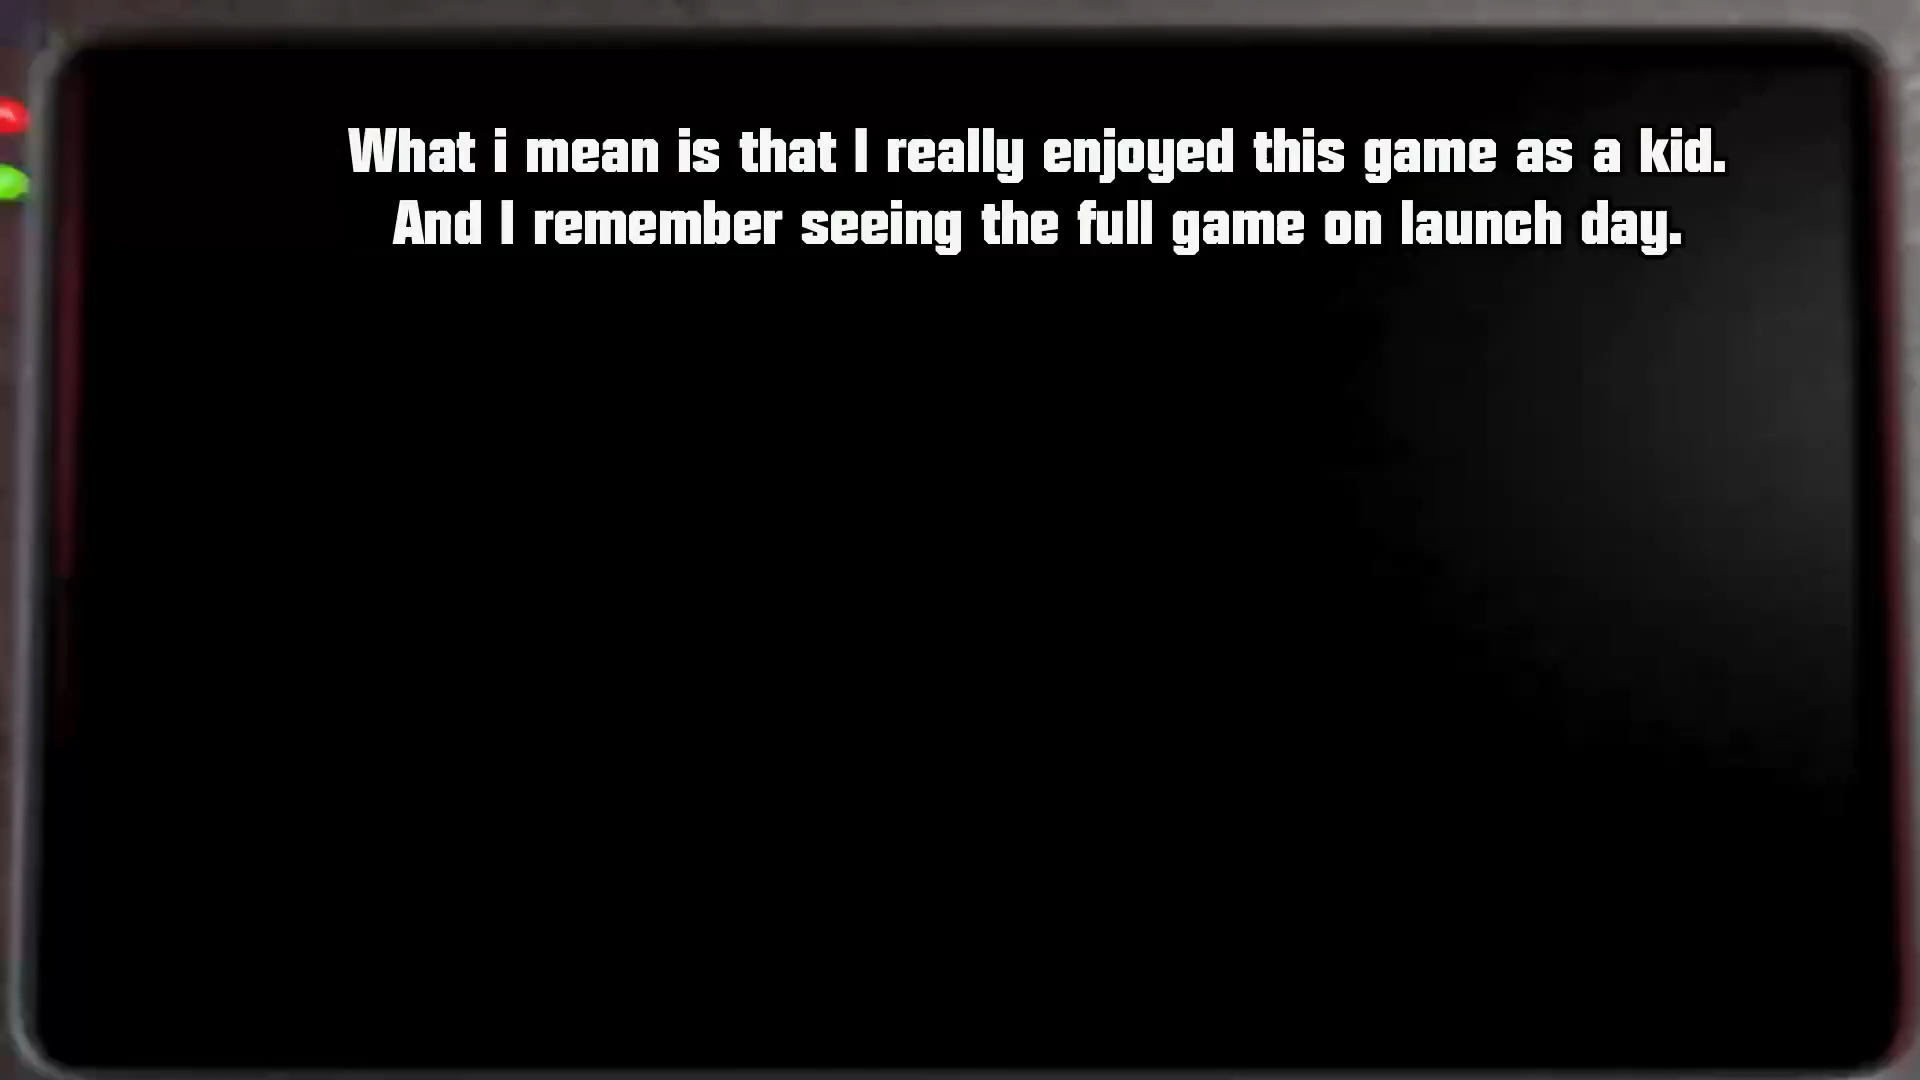 What i mean is that I really enjoyed this game as a kid.
And I remember seeing the full game on launch day.